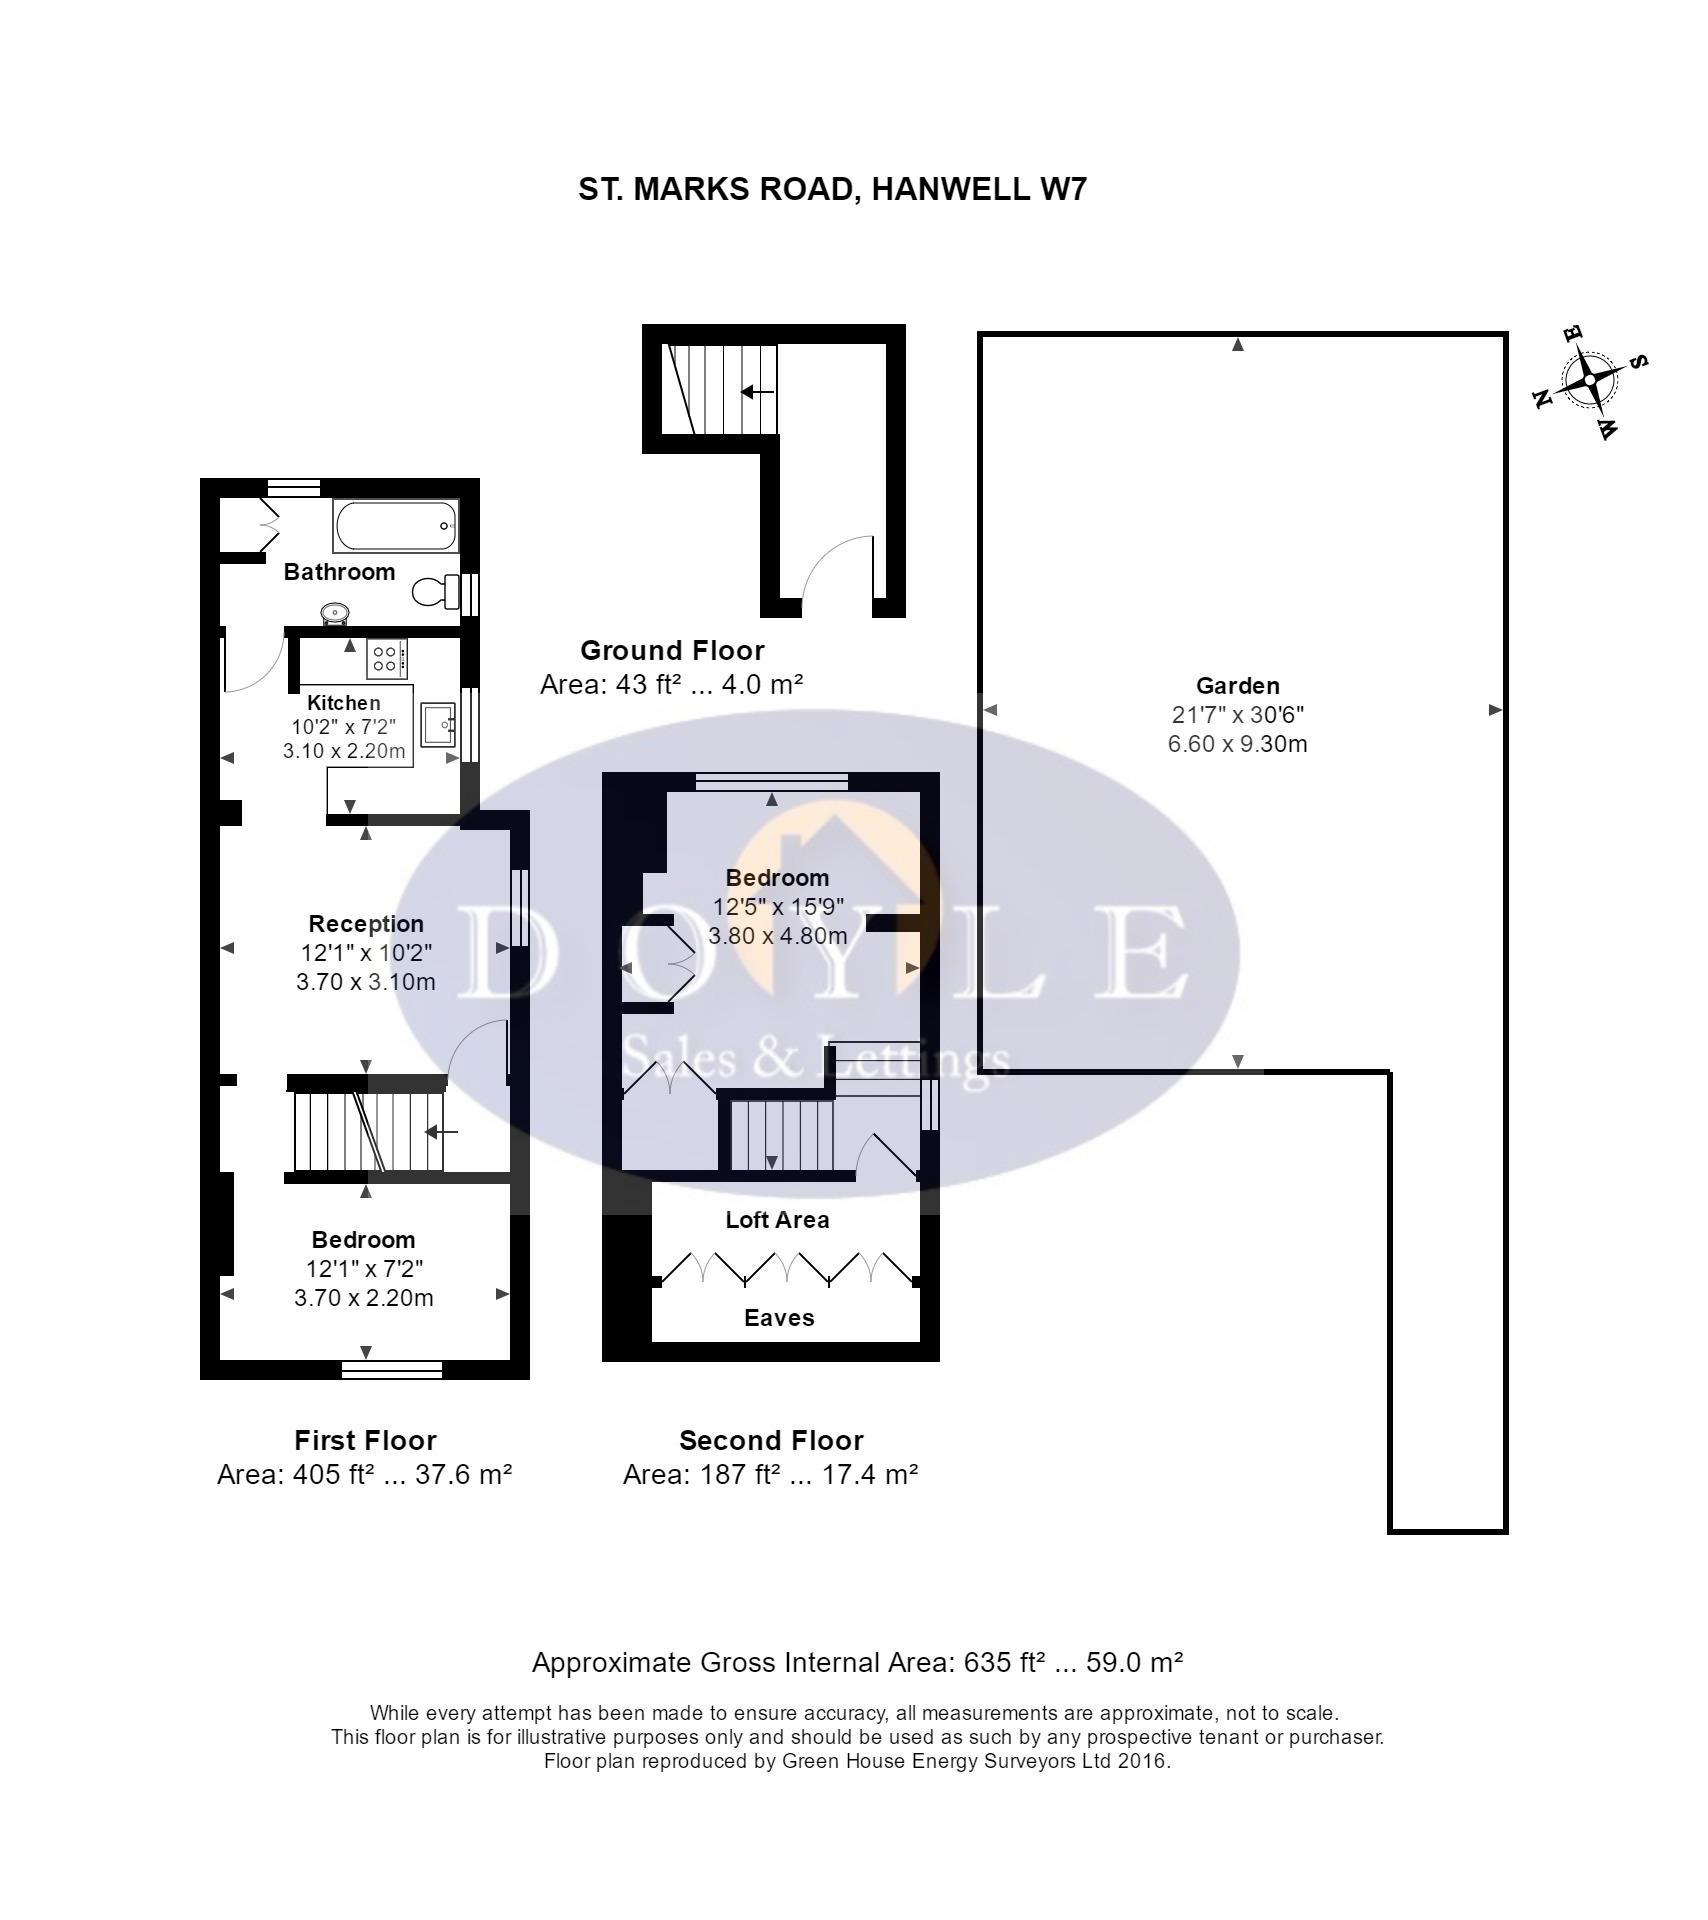 ST. MARKS ROAD, HANWELL W7
E
S
N
W
Bathroom
Kitchen
10'2" x 7'2"
3.10 x 2.20m
Reception
12'1" x 10'2"
3.70 x 3.10m
Bedroom
12'1" x 7'2"
3.70 x 2.20m
First Floor
Area: 405 ft² ... 37.6 m²
Ground Floor
Area: 43 ft² ... 4.0 m²
Bedroom
12'5" x 15'9"
3.80 x 4.80m
Loft Area
Eaves
Second Floor
Area: 187 ft² ... 17.4 m²
Garden
21'7" x 30'6"
6.60 x 9.30m
DOYLE
Sales & Lettings
Approximate Gross Internal Area: 635 ft² ... 59.0 m²
While every attempt has been made to ensure accuracy, all measurements are approximate, not to scale.
This floor plan is for illustrative purposes only and should be used as such by any prospective tenant or purchaser.
Floor plan reproduced by Green House Energy Surveyors Ltd 2016.